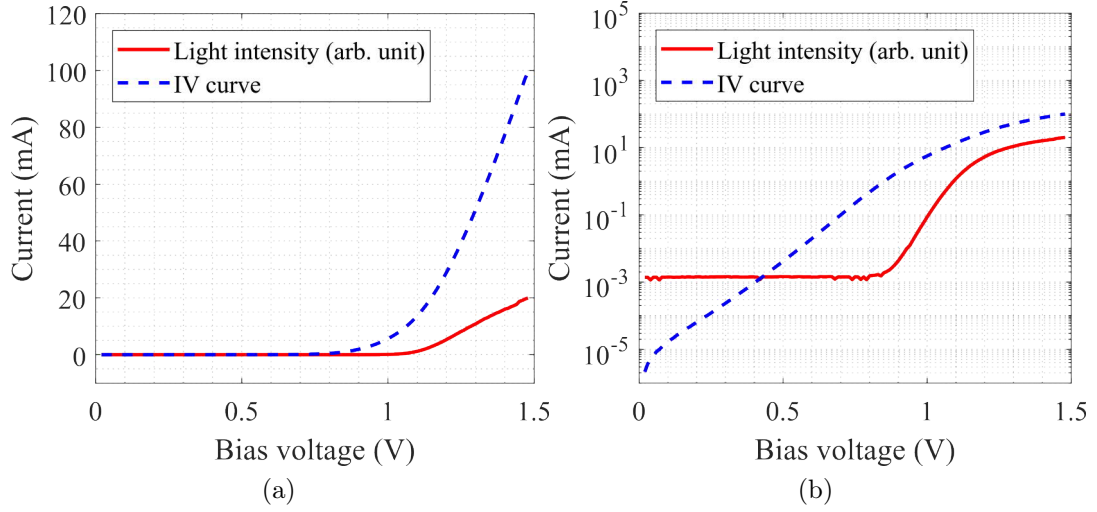 120
100
80
60
40
20
0
Current (mA)
Light intensity (arb. unit)
IV curve
0
0.5
1
1.5
Bias voltage (V)
(a)
10^5
10^3
10^1
10^-1
10^-3
10^-5
Current (mA)
Light intensity (arb. unit)
IV curve
0
0.5
1
1.5
Bias voltage (V)
(b)